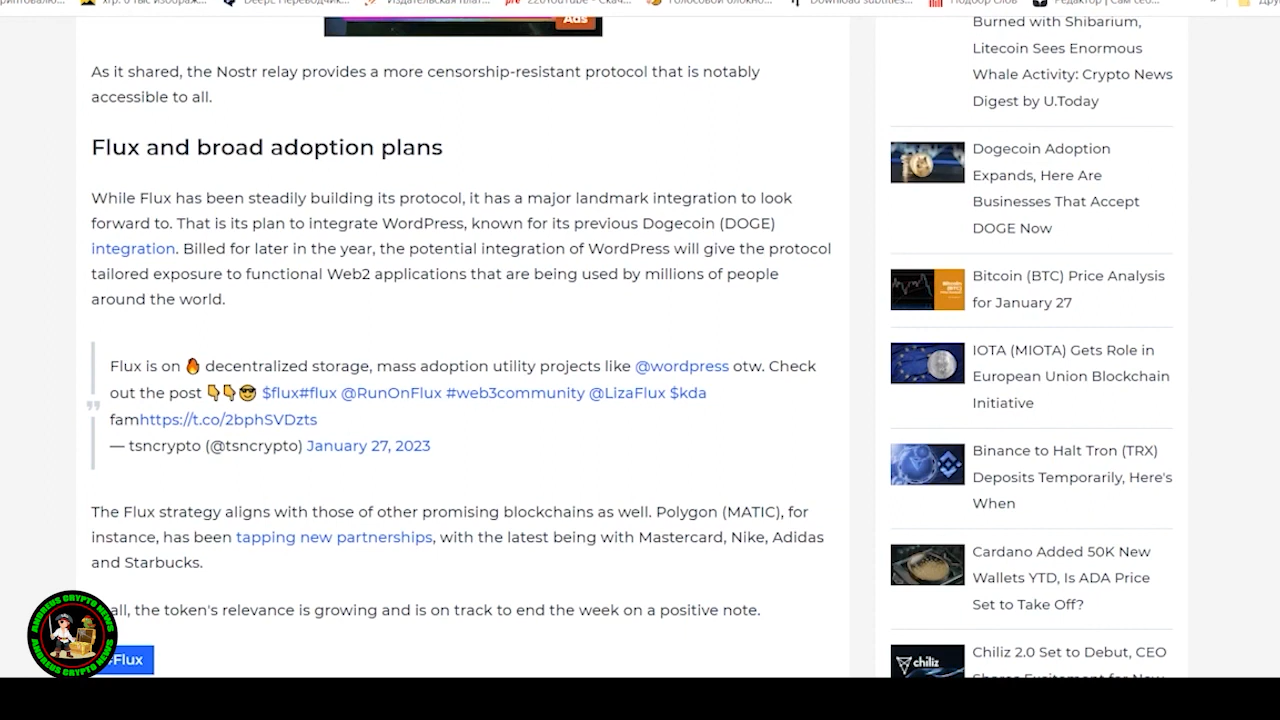 Ads
As it shared, the Nostr relay provides a more censorship-resistant protocol that is notably
accessible to all.
Flux and broad adoption plans
While Flux has been steadily building its protocol, it has a major landmark integration to look
forward to. That is its plan to integrate WordPress, known for its previous Dogecoin (DOGE)
integration. Billed for later in the year, the potential integration of WordPress will give the protocol
tailored exposure to functional Web2 applications that are being used by millions of people
around the world.
Flux is on 🔥 decentralized storage, mass adoption utility projects like @wordpress otw. Check
out the post 👇👇😎 $flux#flux @RunOnFlux #web3community @LizaFlux $kda
famhttps://t.co/2bphSVDzts
— tsncrypto (@tsncrypto) January 27, 2023
The Flux strategy aligns with those of other promising blockchains as well. Polygon (MATIC), for
instance, has been tapping new partnerships, with the latest being with Mastercard, Nike, Adidas
and Starbucks.
all, the token's relevance is growing and is on track to end the week on a positive note.
Flux
ANDREUS CRYPTO NEWS
ANDREUS CRYPTO NEWS
Burned with Shibarium,
Litecoin Sees Enormous
Whale Activity: Crypto News
Digest by U.Today
Dogecoin Adoption
Expands, Here Are
Businesses That Accept
DOGE Now
Bitcoin (BTC) Price Analysis
for January 27
IOTA (MIOTA) Gets Role in
European Union Blockchain
Initiative
Binance to Halt Tron (TRX)
Deposits Temporarily, Here's
When
Cardano Added 50K New
Wallets YTD, Is ADA Price
Set to Take Off?
chiliz
Chiliz 2.0 Set to Debut, CEO